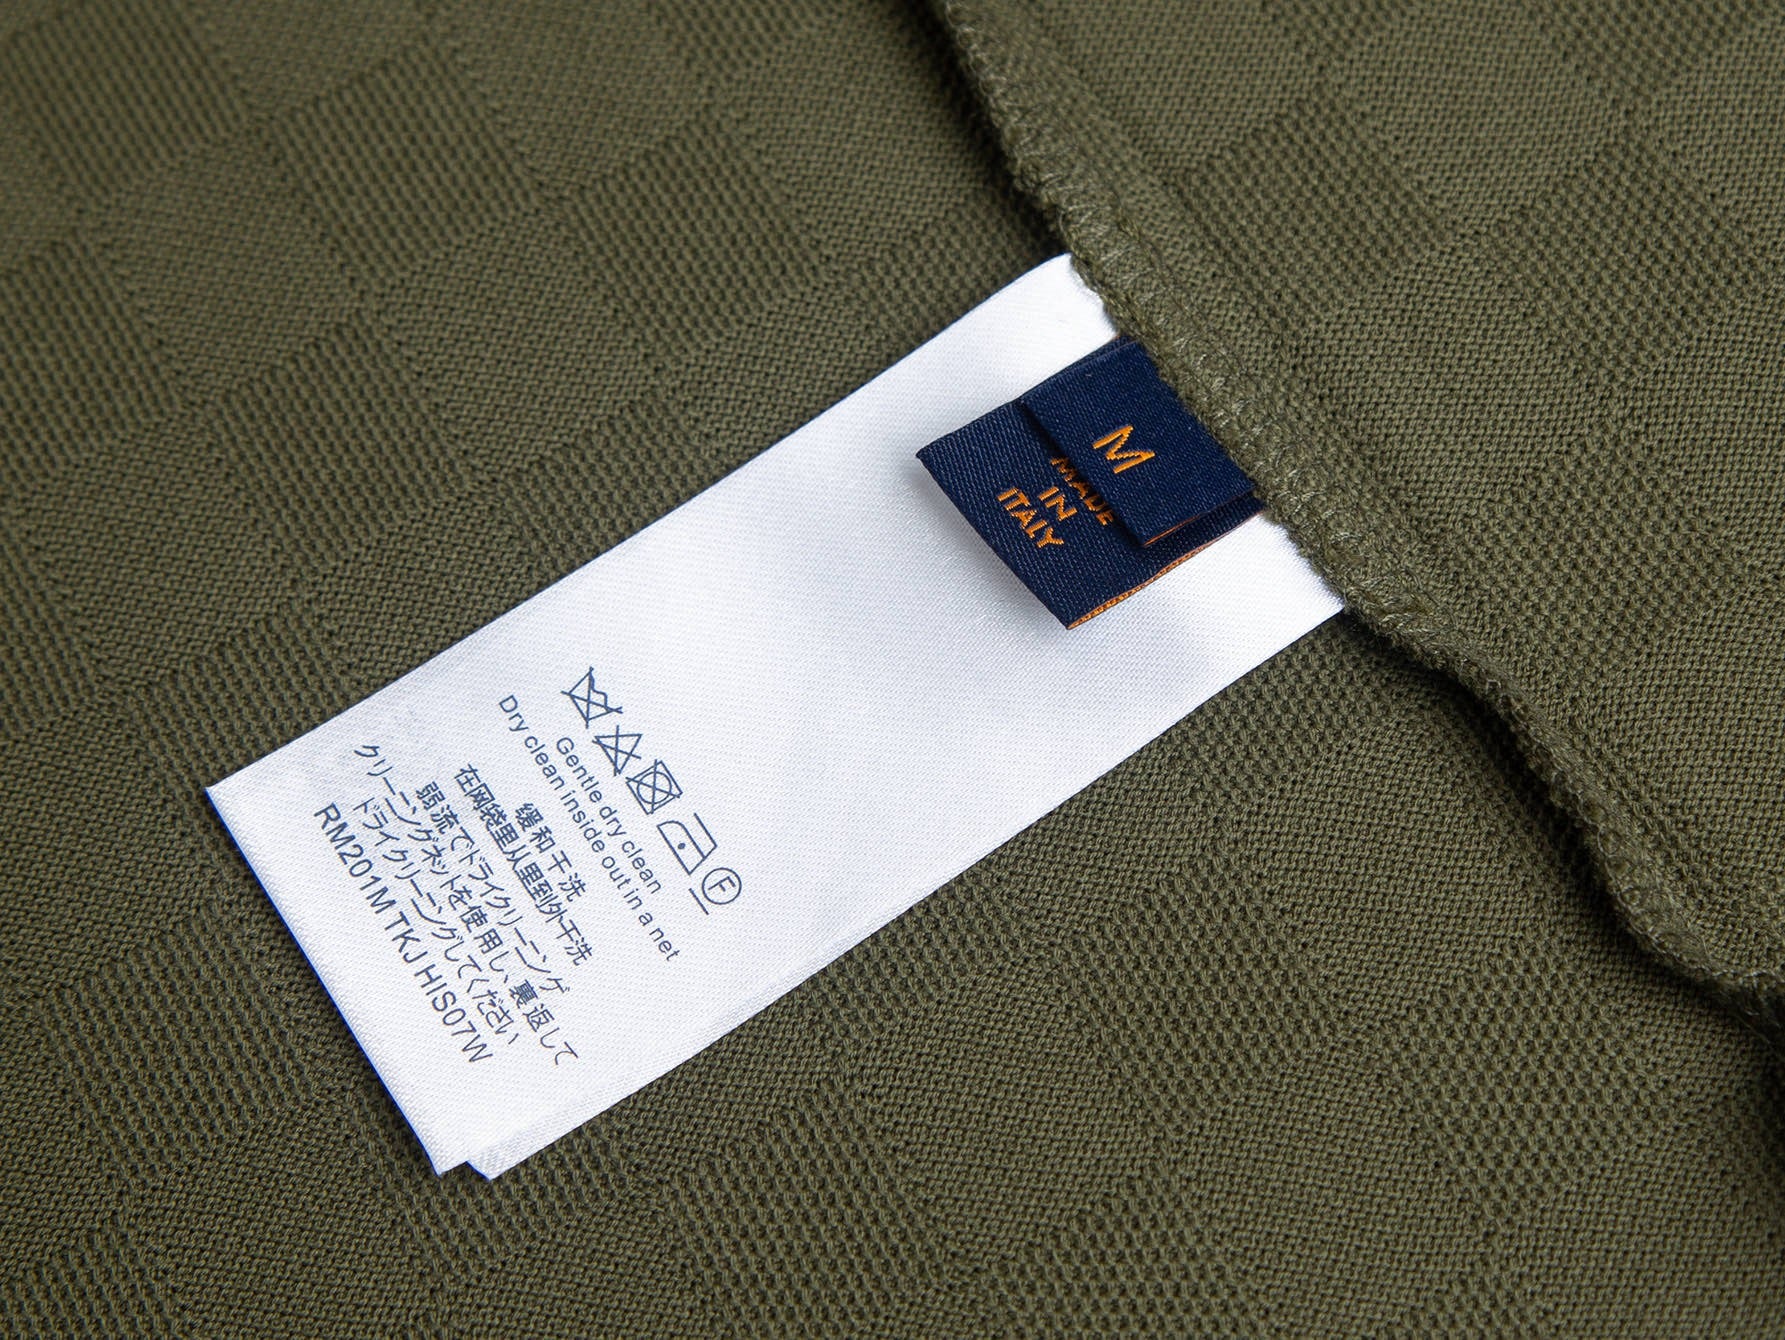 M
MADE
IN
ITALY
F
Gentle dry clean
Dry clean inside out in a net
缓和干洗
在网袋里从里到外干洗
弱流でドライクリーニング
クリーニングネットを使用し、裏返して
ドライクリーニングしてください
RM201M TKJ HIS07W